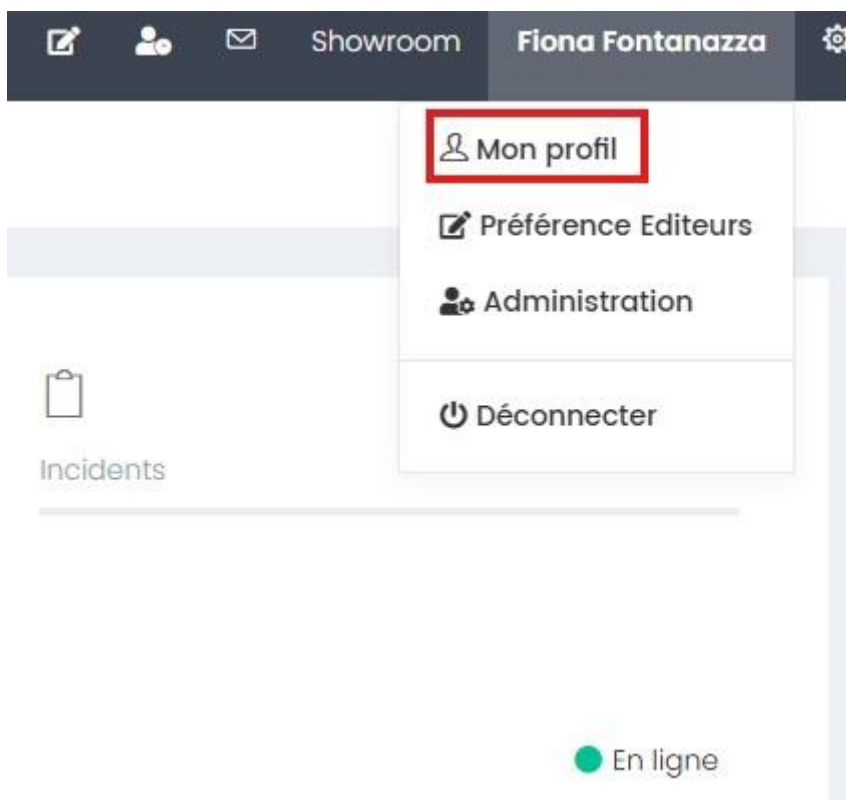 Showroom Fiona Fontanazza
Mon profil
Préférence Editeurs
Administration
Déconnecter
Incidents
En ligne